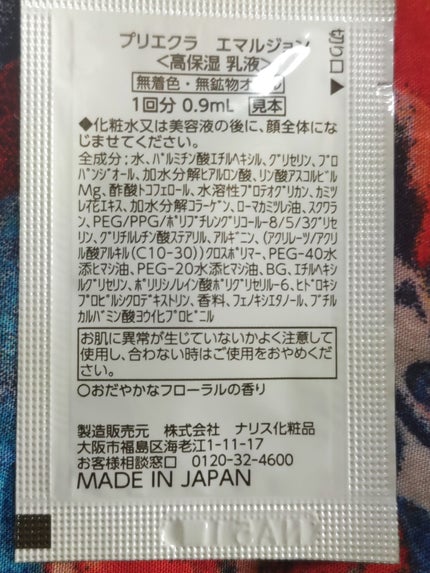 プリエクラ エマルジョン
<高保湿 乳液>
無着色・無鉱物オイル
1回分 0.9mL 見本
切り口▶
◆化粧水又は美容液の後に、顔全体にな
じませてください。
全成分：水、パルミチン酸エチルヘキシル、グリセリン、プロ
パンジオール、加水分解ヒアルロン酸、リン酸アスコルビル
Mg、酢酸トコフェロール、水溶性プロテオグリカン、カミツ
レ花エキス、加水分解コラーゲン、ローマカミツレ油、スクワラ
ン、PEG/PPG/ポリブチレングリコール-8/5/3グリセ
リン、グリチルレチン酸ステアリル、アルギニン、(アクリレーツ/アクリ
ル酸アルキル(C10-30))クロスポリマー、PEG-40水
添ヒマシ油、PEG-20水添ヒマシ油、BG、エチルヘキシ
ルグリセリン、ポリリシノレイン酸ポリグリセリル-6、ヒドロキシ
プロピルシクロデキストリン、香料、フェノキシエタノール、ブチル
カルバミン酸ヨウ化プロピニル
お肌に異常が生じていないかよく注意して
使用し、合わない時はご使用をおやめくだ
さい。
○おだやかなフローラルの香り
製造販売元 株式会社 ナリス化粧品
大阪市福島区海老江1-11-17
お客様相談窓口 0120-32-4600
MADE IN JAPAN